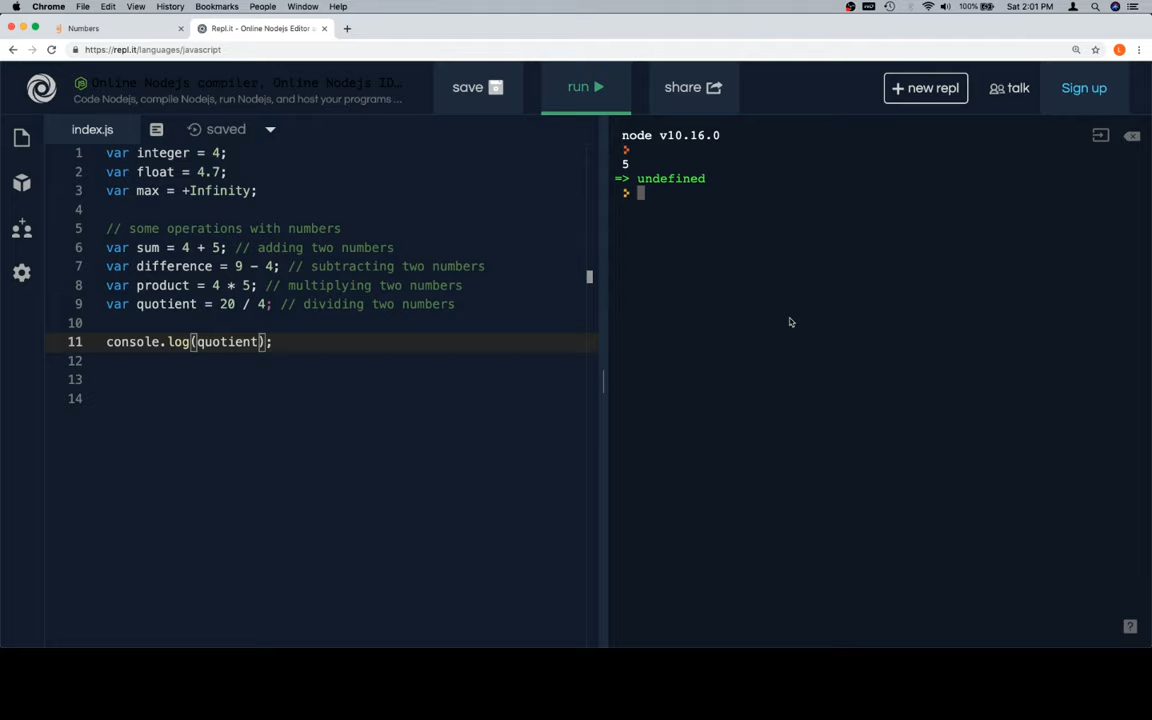 Chrome File Edit View History Bookmarks People Window Help 100% Sat 2:01 PM
Numbers Repl.it - Online Nodejs Editor
https://repl.it/languages/javascript
Online Nodejs compiler, Online Nodejs ID...
Code Nodejs, compile Nodejs, run Nodejs, and host your programs ...
save run share + new repl talk Sign up
index.js saved
1 var integer = 4;
2 var float = 4.7;
3 var max = +Infinity;
4
5 // some operations with numbers
6 var sum = 4 + 5; // adding two numbers
7 var difference = 9 - 4; // subtracting two numbers
8 var product = 4 * 5; // multiplying two numbers
9 var quotient = 20 / 4; // dividing two numbers
10
11 console.log(quotient);
12
13
14
node v10.16.0
5
=> undefined
?